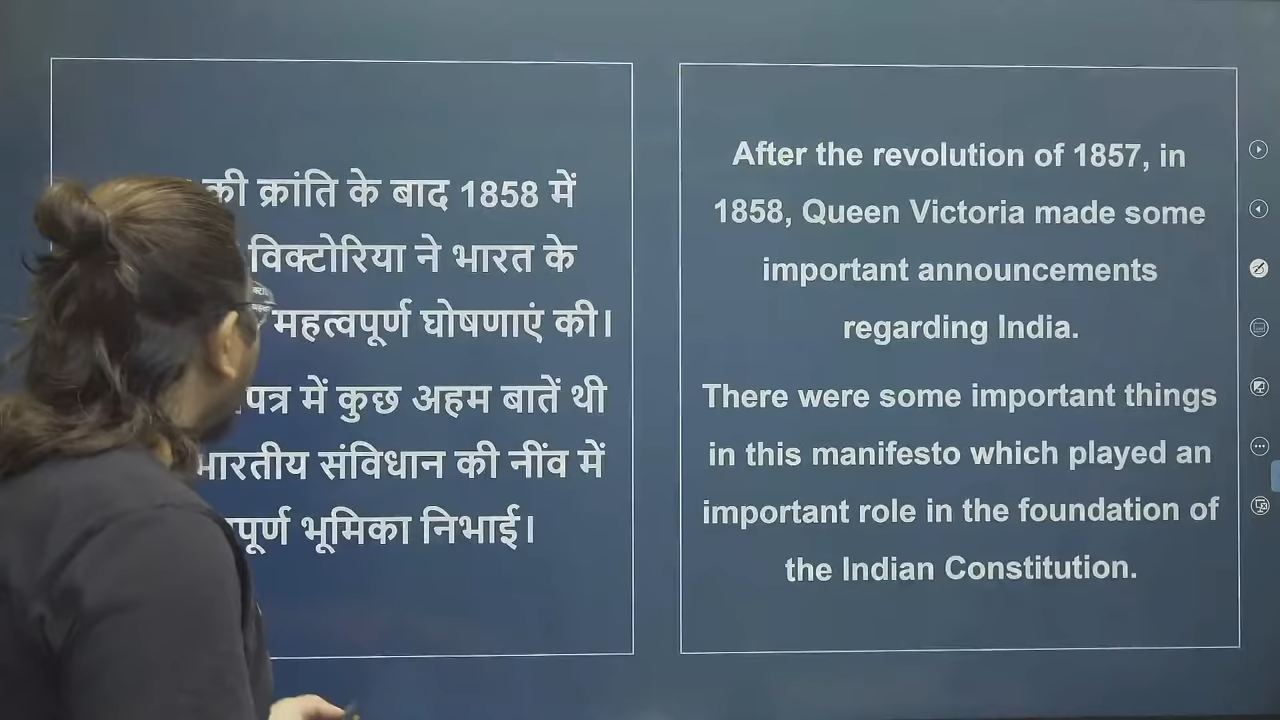 की क्रांति के बाद 1858 में
विक्टोरिया ने भारत के
महत्वपूर्ण घोषणाएं की।
में कुछ अहम बातें थी
भारतीय संविधान की नींव में
भूमिका निभाई।
After the revolution of 1857, in
1858, Queen Victoria made some
important announcements
regarding India.
There were some important things
in this manifesto which played an
important role in the foundation of
the Indian Constitution.